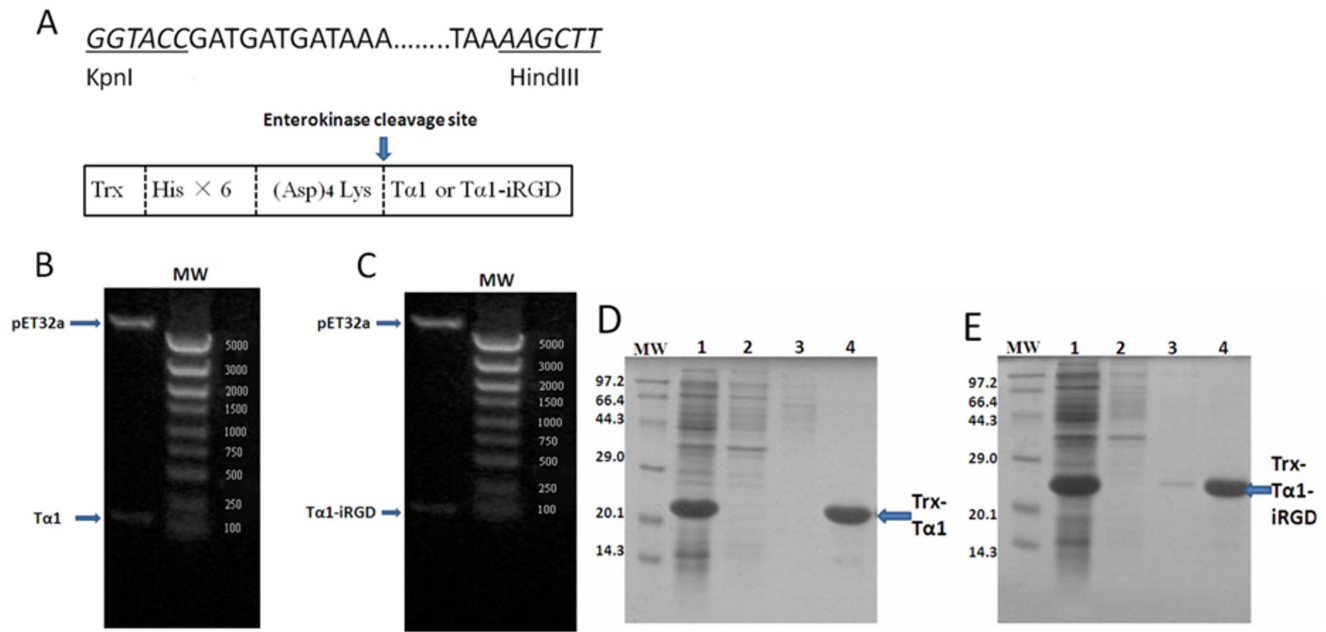 A
GGTACCGATGATGATAAA........TAAAAGCTT
KpnI HindIII
Enterokinase cleavage site
Trx His × 6 (Asp)4 Lys Tα1 or Tα1-iRGD
B
MW
pET32a
5000
3000
2000
1500
1000
750
500
250
100
Tα1
C
MW
pET32a
5000
3000
2000
1500
1000
750
500
250
100
Tα1-iRGD
D
MW 1 2 3 4
97.2
66.4
44.3
29.0
20.1
14.3
Trx-
Tα1
E
MW 1 2 3 4
97.2
66.4
44.3
29.0
20.1
14.3
Trx-
Tα1-
iRGD